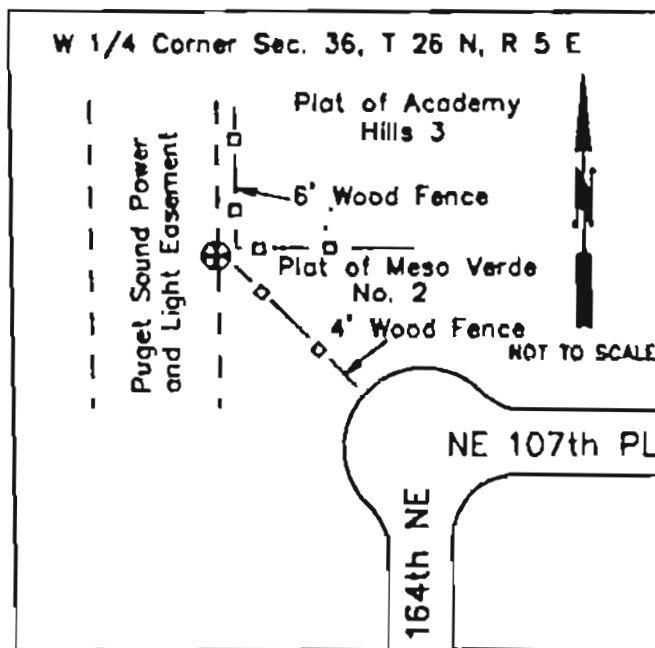 W 1/4 Corner Sec. 36, T 26 N, R 5 E
Plat of Academy
Hills 3
6' Wood Fence
Puget Sound Power
and Light Easement
Plat of Meso Verde
No. 2
4' Wood Fence
N
NOT TO SCALE
NE 107th PL
164th NE